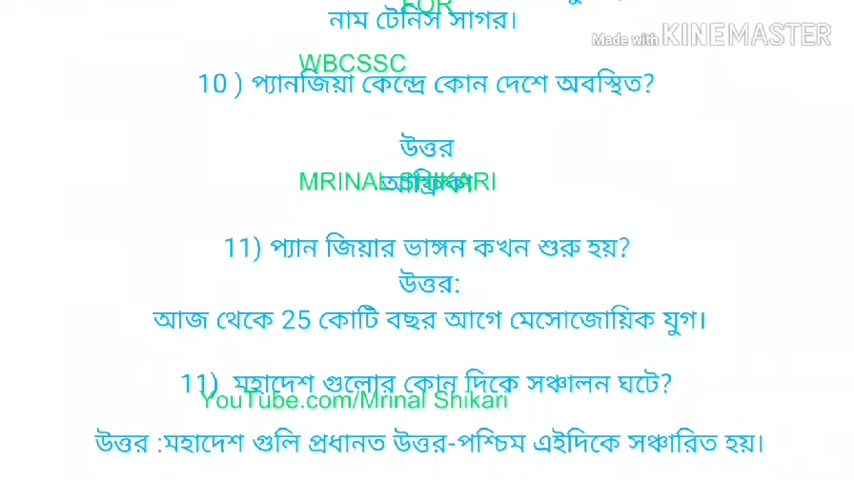 FOR
নাম টেনিস সাগর।
Made with KINEMASTER
WBCSSC
10 ) প্যানজিয়া কেন্দ্রে কোন দেশে অবস্থিত?
উত্তর
MRINAL SHIKARI
আফ্রিকা
11) প্যান জিয়ার ভাঙ্গন কখন শুরু হয়?
উত্তর:
আজ থেকে 25 কোটি বছর আগে মেসোজোয়িক যুগ।
11) মহাদেশ গুলোর কোন দিকে সঞ্চালন ঘটে?
YouTube.com/Mrinal Shikari
উত্তর :মহাদেশ গুলি প্রধানত উত্তর-পশ্চিম এইদিকে সঞ্চারিত হয়।